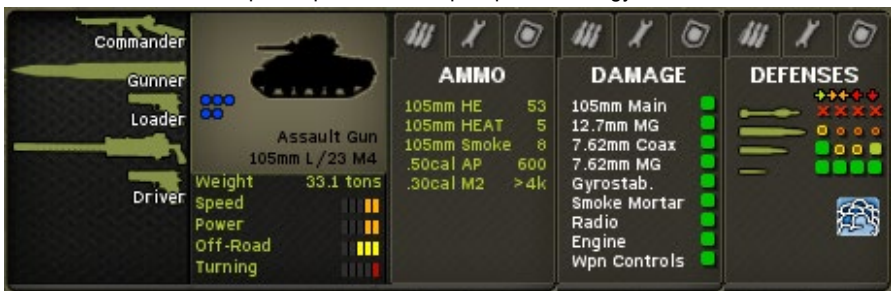 Commander
Gunner
Loader
Driver
Assault Gun
105mm L/23 M4
Weight 33.1 tons
Speed
Power
Off-Road
Turning
AMMO
105mm HE 53
105mm HEAT 5
105mm Smoke 8
.50cal AP 600
.30cal M2 >4k
DAMAGE
105mm Main
12.7mm MG
7.62mm Coax
7.62mm MG
Gyrostab.
Smoke Mortar
Radio
Engine
Wpn Controls
DEFENSES